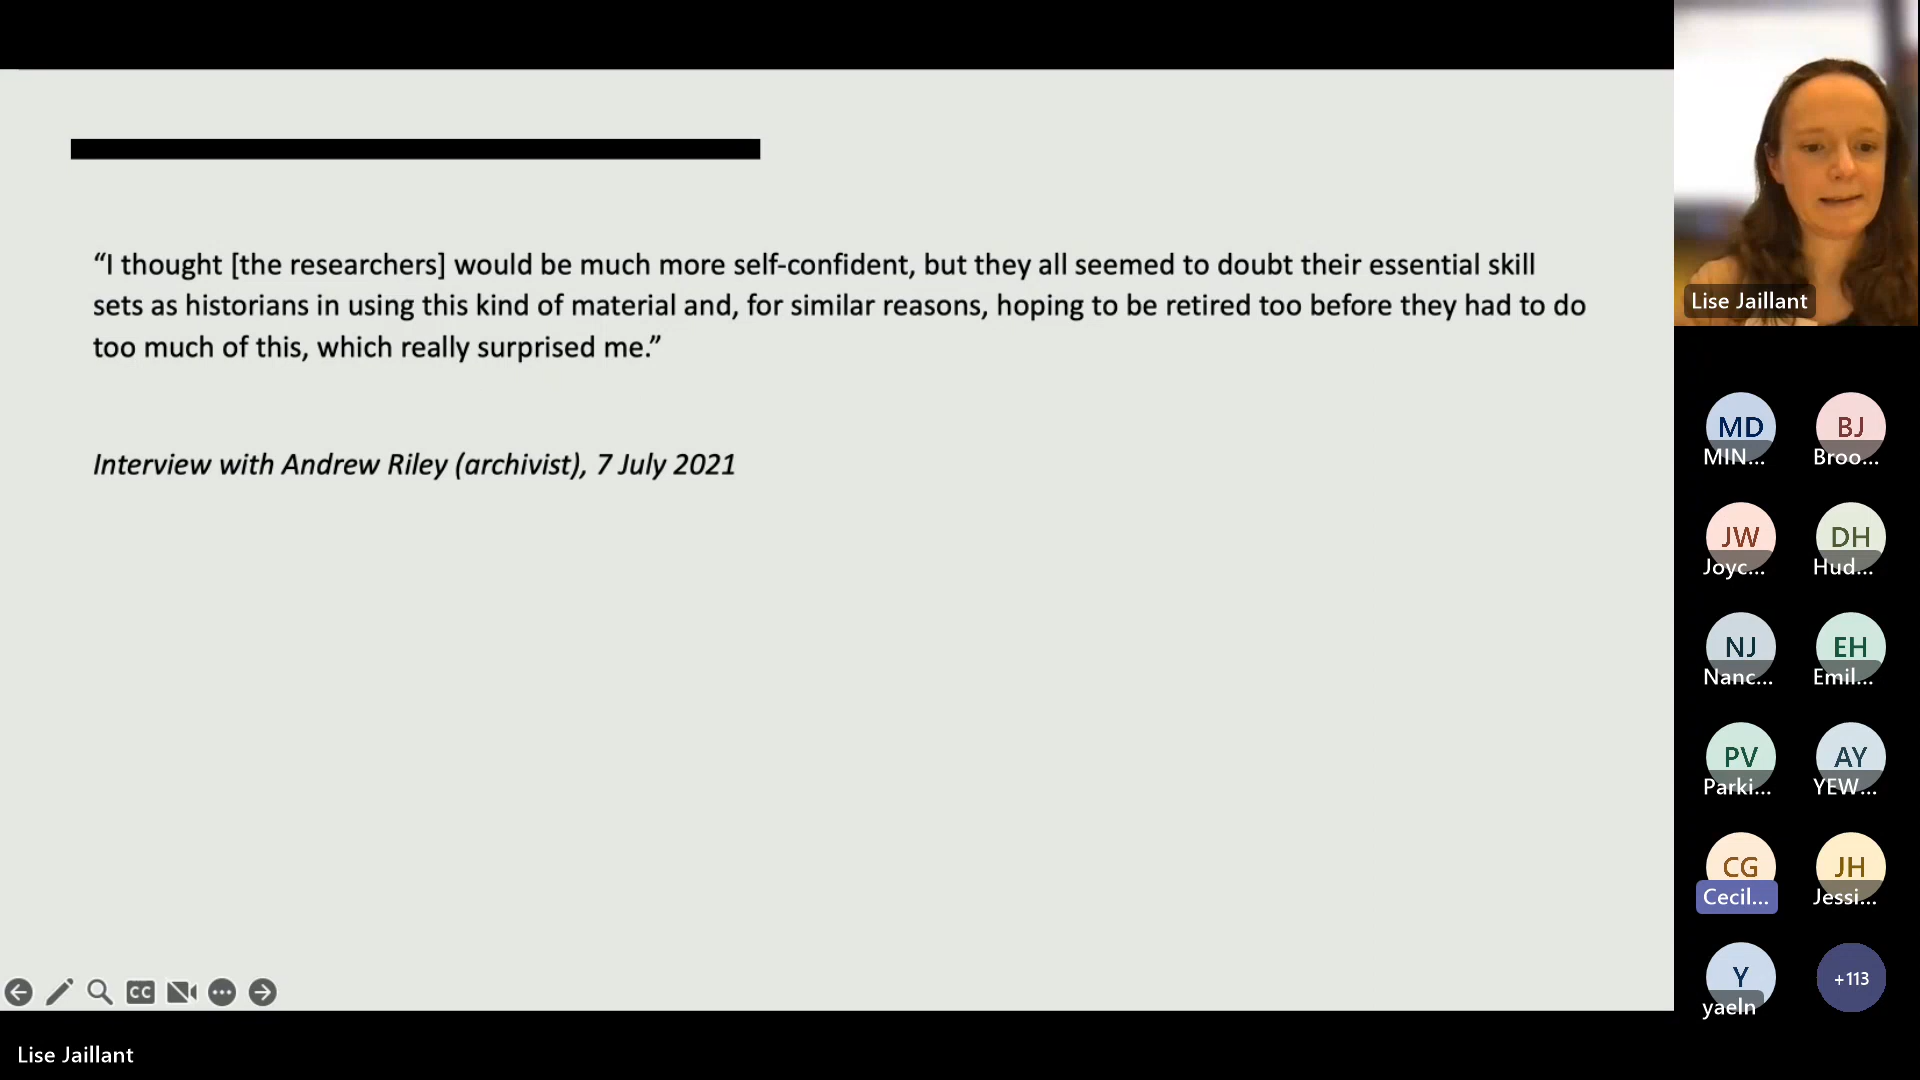 “I thought [the researchers] would be much more self-confident, but they all seemed to doubt their essential skill
sets as historians in using this kind of material and, for similar reasons, hoping to be retired too before they had to do
too much of this, which really surprised me.”
Interview with Andrew Riley (archivist), 7 July 2021
CC
Lise Jaillant
Lise Jaillant
MD
MIN...
BJ
Broo...
JW
Joyc...
DH
Hud...
NJ
Nanc...
EH
Emil...
PV
Parki...
AY
YEW...
CG
Cecil...
JH
Jessi...
Y
yaeln
+113